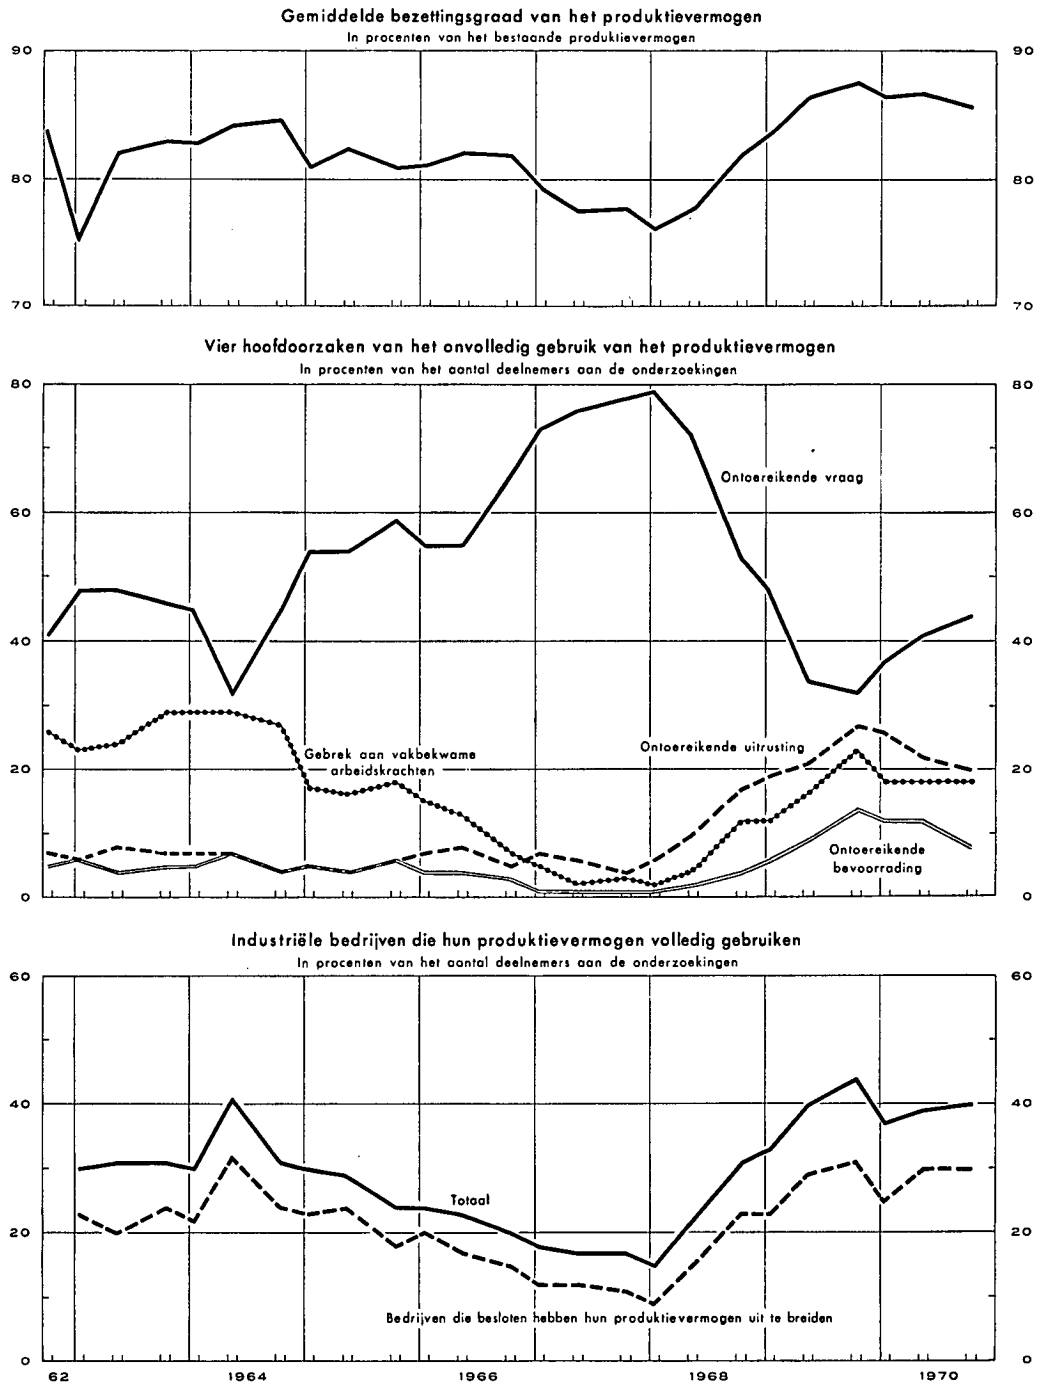 Gemiddelde bezettingsgraad van het produktievermogen
In procenten van het bestaande produktievermogen
90 90
80 80
70 70
Vier hoofdoorzaken van het onvolledig gebruik van het produktievermogen
In procenten van het aantal deelnemers aan de onderzoekingen
80 80
Ontoereikende vraag
60 60
40 40
Gebrek aan vakbekwame
arbeidskrachten
Ontoereikende uitrusting
20 20
Ontoereikende
bevoorrading
0 0
Industriële bedrijven die hun produktievermogen volledig gebruiken
In procenten van het aantal deelnemers aan de onderzoekingen
60 60
40 40
Totaal
20 20
Bedrijven die besloten hebben hun produktievermogen uit te breiden
0 0
62 1964 1966 1968 1970